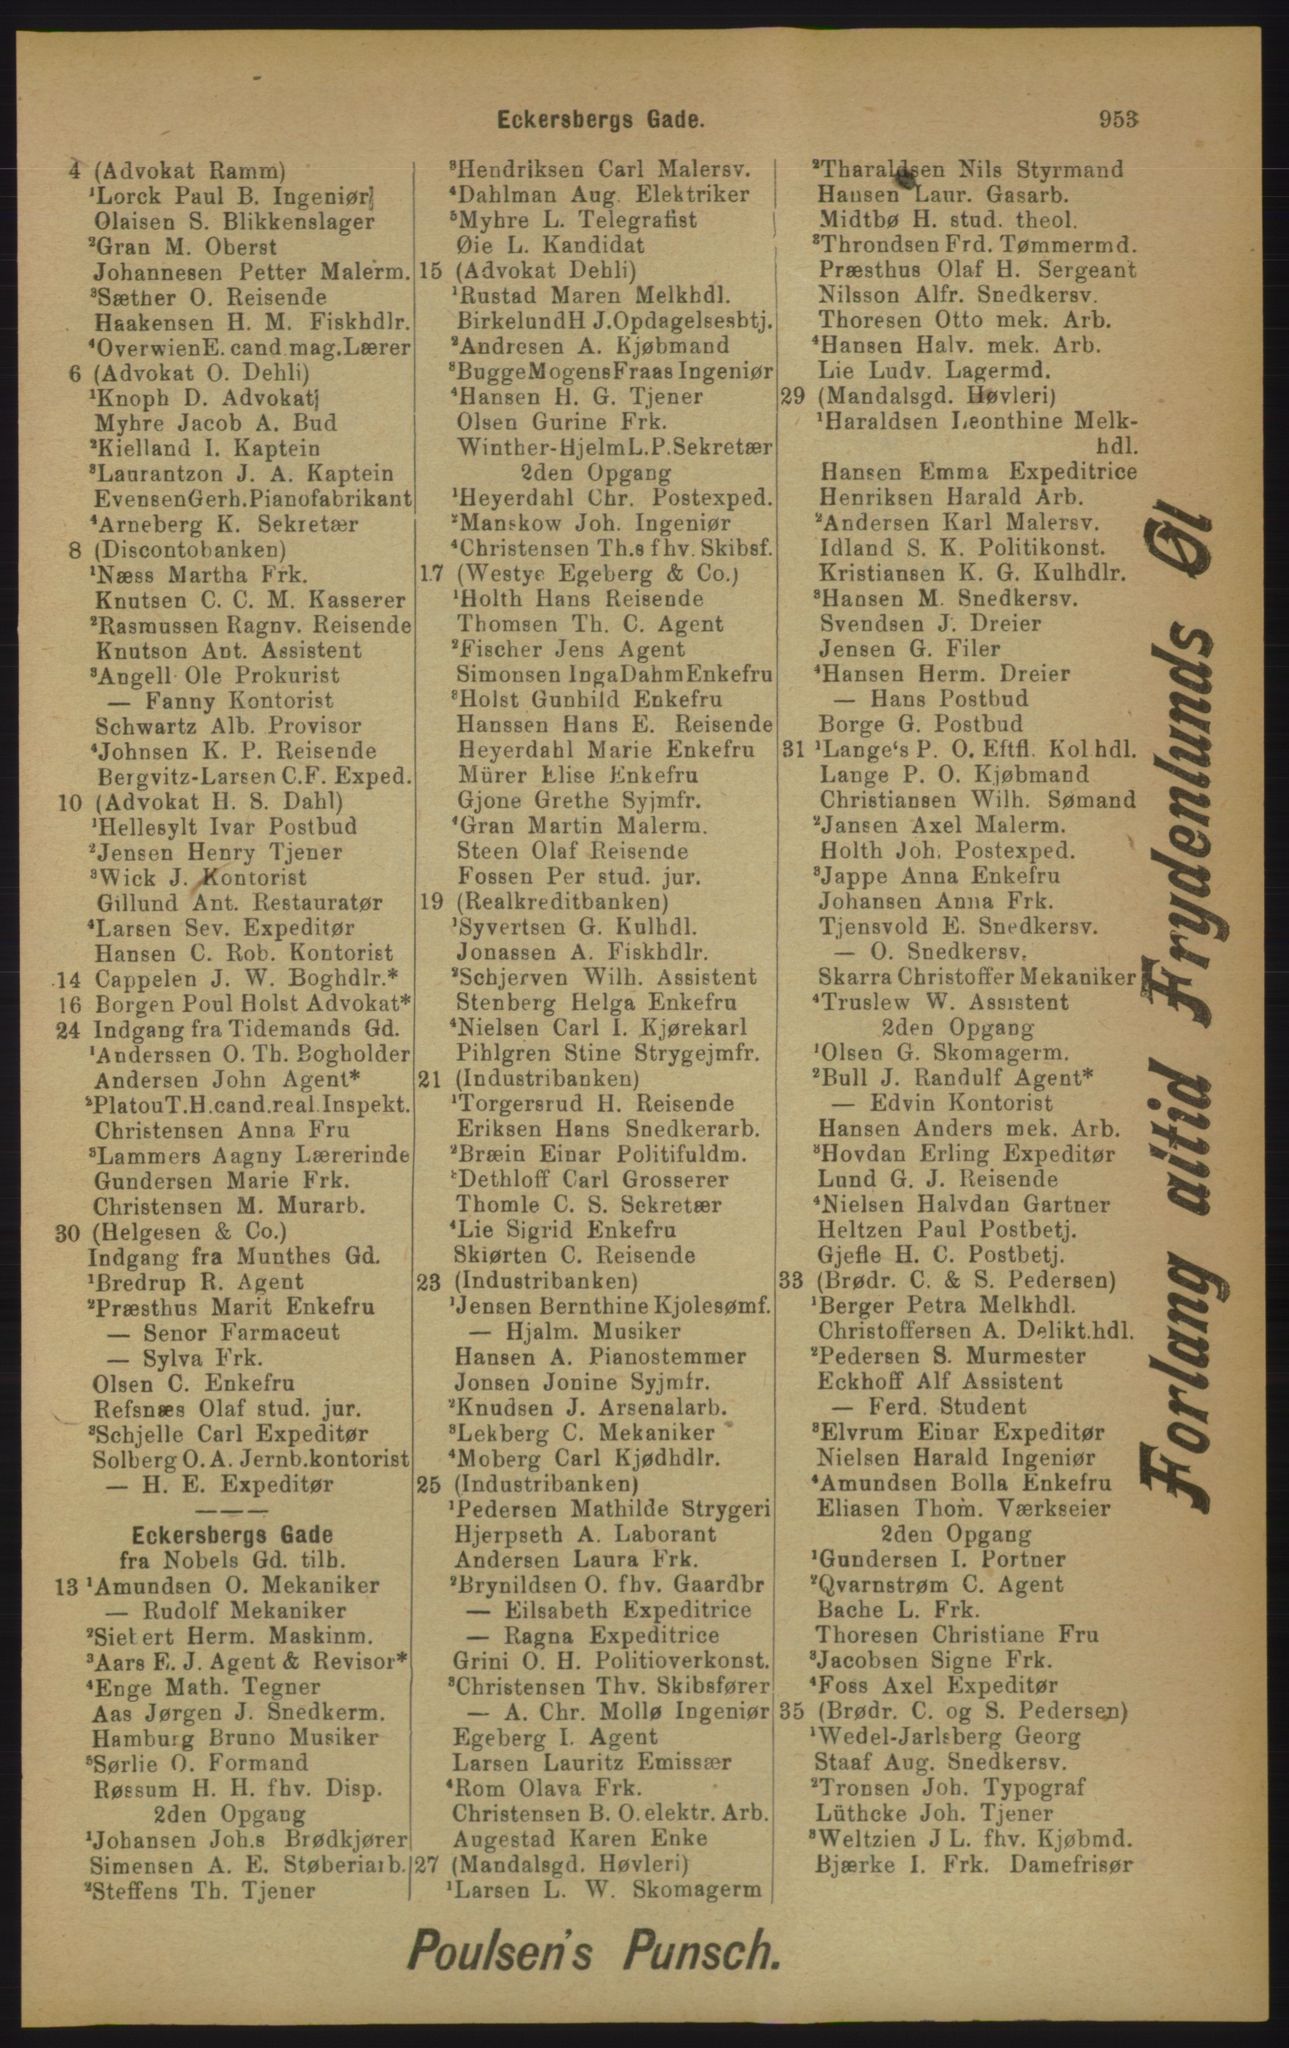 Eckersbergs Gade.
953
4 (Advokat Ramm)
¹Lorck Paul B. Ingeniør
Olaisen S. Blikkenslager
²Gran M. Oberst
Johannesen Petter Malerm.
³Sæther O. Reisende
Haakensen H. M. Fiskhdlr.
⁴Overwien E. cand mag. Lærer
6 (Advokat O. Dehli)
¹Knoph D. Advokat
Myhre Jacob A. Bud
²Kielland I. Kaptein
³Laurantzon J. A. Kaptein
Evensen Gerh. Pianofabrikant
⁴Arneberg K. Sekretær
8 (Discontobanken)
¹Næss Martha Frk.
Knutsen C. C. M. Kasserer
²Rasmussen Ragnv. Reisende
Knutson Ant. Assistent
³Angell Ole Prokurist
— Fanny Kontorist
Schwartz Alb. Provisor
⁴Johnsen K. P. Reisende
Bergvitz-Larsen C.F. Exped.
10 (Advokat H. S. Dahl)
¹Hellesylt Ivar Postbud
²Jensen Henry Tjener
³Wick J. Kontorist
Gillund Ant. Restauratør
⁴Larsen Sev. Expeditør
Hansen C. Rob. Kontorist
14 Cappelen J. W. Boghdlr.*
16 Borgen Poul Holst Advokat*
24 Indgang fra Tidemands Gd.
¹Anderssen O. Th. Bogholder
Andersen John Agent*
²Platou T. H. cand. real. Inspekt.
Christensen Anna Fru
³Lammers Aagny Lærerinde
Gundersen Marie Frk.
Christensen M. Murarb.
30 (Helgesen & Co.)
Indgang fra Munthes Gd.
¹Bredrup R. Agent
²Præsthus Marit Enkefru
— Senor Farmaceut
— Sylva Frk.
Olsen C. Enkefru
Refsnæs Olaf stud. jur.
³Schjelle Carl Expeditør
Solberg O. A. Jernb. kontorist
— H. E. Expeditør
———
Eckersbergs Gade
fra Nobels Gd. tilh.
13 ¹Amundsen O. Mekaniker
— Rudolf Mekaniker
²Siebert Herm. Maskinm.
³Aars E. J. Agent & Revisor*
⁴Enge Math. Tegner
Aas Jørgen J. Snedkerm.
Hamburg Bruno Musiker
⁵Sørlie O. Formand
Røssum H. H. fhv. Disp.
2den Opgang
¹Johansen Joh.s Brødkjører
Simensen A. E. Støberiarb.
²Steffens Th. Tjener
³Hendriksen Carl Malersv.
⁴Dahlman Aug. Elektriker
⁵Myhre L. Telegrafist
Øie L. Kandidat
15 (Advokat Dehli)
¹Rustad Maren Melkhdl.
Birkelund H J. Opdagelsesbtj.
²Andresen A. Kjøbmand
³Bugge Mogens Fraas Ingeniør
⁴Hansen H. G. Tjener
Olsen Gurine Frk.
Winther-Hjelm L.P. Sekretær
2den Opgang
¹Heyerdahl Chr. Postexped.
²Manskow Joh. Ingeniør
⁴Christensen Th.s fhv. Skibsf.
17 (Westye Egeberg & Co.)
¹Holth Hans Reisende
Thomsen Th. C. Agent
²Fischer Jens Agent
Simonsen Inga Dahm Enkefru
³Holst Gunhild Enkefru
Hanssen Hans E. Reisende
Heyerdahl Marie Enkefru
Mürer Elise Enkefru
Gjone Grethe Syjmfr.
⁴Gran Martin Malerm.
Steen Olaf Reisende
Fossen Per stud. jur.
19 (Realkreditbanken)
¹Syvertsen G. Kulhdl.
Jonassen A. Fiskhdlr.
²Schjerven Wilh. Assistent
Stenberg Helga Enkefru
⁴Nielsen Carl I. Kjørekarl
Pihlgren Stine Strygejmfr.
21 (Industribanken)
¹Torgersrud H. Reisende
Eriksen Hans Snedkerarb.
²Bræin Einar Politifuldm.
³Dethloff Carl Grosserer
Thomle C. S. Sekretær
⁴Lie Sigrid Enkefru
Skiørten C. Reisende
23 (Industribanken)
¹Jensen Bernthine Kjolesømf.
— Hjalm. Musiker
Hansen A. Pianostemmer
Jonsen Jonine Syjmfr.
²Knudsen J. Arsenalarb.
³Lekberg C. Mekaniker
⁴Moberg Carl Kjødhdlr.
25 (Industribanken)
¹Pedersen Mathilde Strygeri
Hjerpseth A. Laborant
Andersen Laura Frk.
²Brynildsen O. fhv. Gaardbr
— Eilsabeth Expeditrice
— Ragna Expeditrice
Grini O. H. Politioverkonst.
³Christensen Thv. Skibsfører
— A. Chr. Mollø Ingeniør
Egeberg I. Agent
Larsen Lauritz Emissær
⁴Rom Olava Frk.
Christensen B. O. elektr. Arb.
Augestad Karen Enke
27 (Mandalsgd. Høvleri)
¹Larsen L. W. Skomagerm
²Tharaldsen Nils Styrmand
Hansen Laur. Gasarb.
Midtbø H. stud. theol.
³Throndsen Frd. Tømmermd.
Præsthus Olaf H. Sergeant
Nilsson Alfr. Snedkersv.
Thoresen Otto mek. Arb.
⁴Hansen Halv. mek. Arb.
Lie Ludv. Lagermd.
29 (Mandalsgd. Høvleri)
¹Haraldsen Leonthine Melk-
hdl.
Hansen Emma Expeditrice
Henriksen Harald Arb.
²Andersen Karl Malersv.
Idland S. K. Politikonst.
Kristiansen K. G. Kulhdlr.
³Hansen M. Snedkersv.
Svendsen J. Dreier
Jensen G. Filer
⁴Hansen Herm. Dreier
— Hans Postbud
Borge G. Postbud
31 ¹Lange's P. O. Eftfl. Kol hdl.
Lange P. O. Kjøbmand
Christiansen Wilh. Sømand
²Jansen Axel Malerm.
Holth Joh. Postexped.
³Jappe Anna Enkefru
Johansen Anna Frk.
Tjensvold E. Snedkersv.
— O. Snedkersv.
Skarra Christoffer Mekaniker
⁴Truslew W. Assistent
2den Opgang
¹Olsen G. Skomagerm.
²Bull J. Randulf Agent*
— Edvin Kontorist
Hansen Anders mek. Arb.
³Hovdan Erling Expeditør
Lund G. J. Reisende
⁴Nielsen Halvdan Gartner
Heltzen Paul Postbetj.
Gjefle H. C. Postbetj.
33 (Brødr. C. & S. Pedersen)
¹Berger Petra Melkhdl.
Christoffersen A. Delikt.hdl.
²Pedersen S. Murmester
Eckhoff Alf Assistent
— Ferd. Student
³Elvrum Einar Expeditør
Nielsen Harald Ingeniør
⁴Amundsen Bolla Enkefru
Eliasen Thom. Værkseier
2den Opgang
¹Gundersen I. Portner
²Qvarnstrøm C. Agent
Bache L. Frk.
Thoresen Christiane Fru
³Jacobsen Signe Frk.
⁴Foss Axel Expeditør
35 (Brødr. C. og S. Pedersen)
¹Wedel-Jarlsberg Georg
Staaf Aug. Snedkersv.
²Tronsen Joh. Typograf
Lüthcke Joh. Tjener
³Weltzien J L. fhv. Kjøbmd.
Bjærke I. Frk. Damefrisør
Forlang altid Frydenlunds Øl
Poulsen's Punsch.